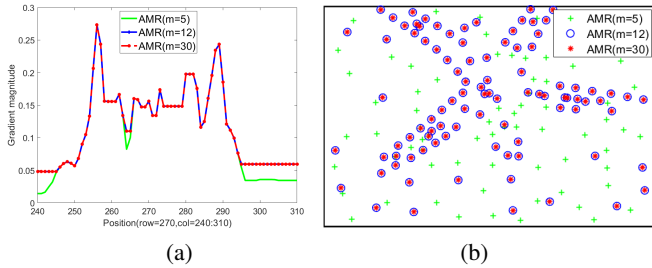 0.3
0.25
0.2
0.15
0.1
0.05
0
Gradient magnitude
AMR(m=5)
AMR(m=12)
AMR(m=30)
240 250 260 270 280 290 300 310
Position(row=270,col=240:310)
(a)
AMR(m=5)
AMR(m=12)
AMR(m=30)
(b)